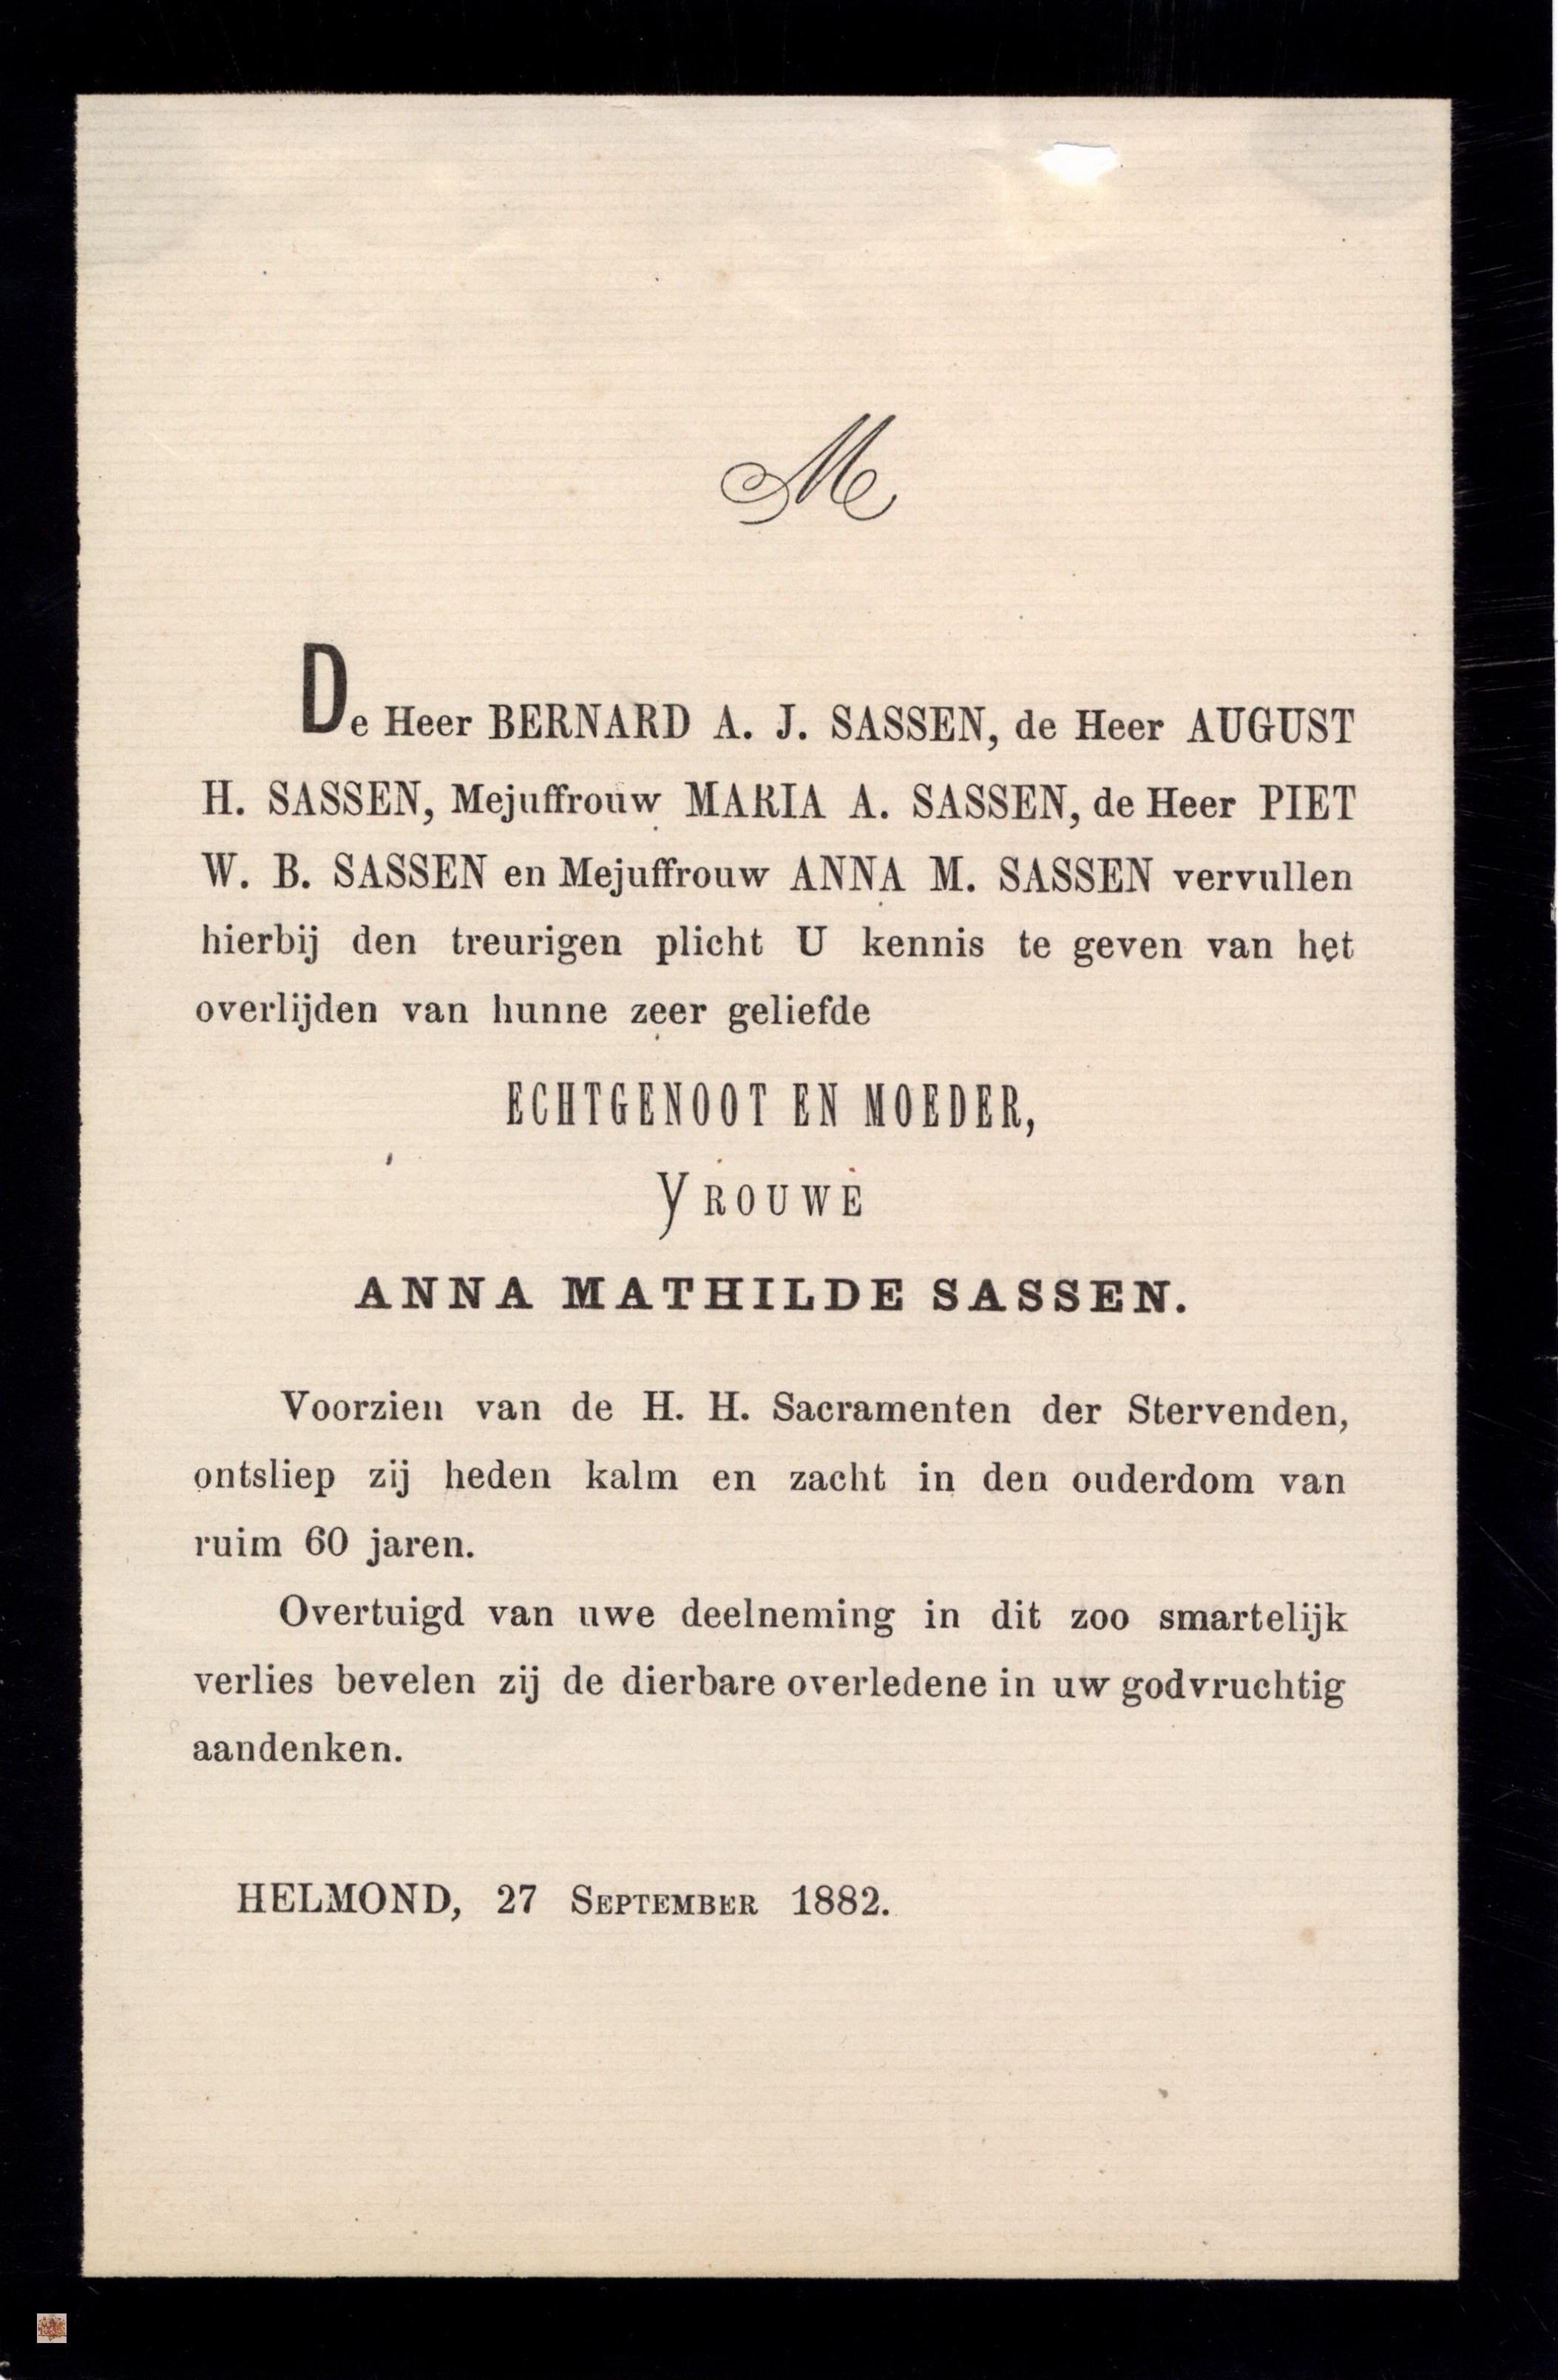 M
De Heer BERNARD A. J. SASSEN, de Heer AUGUST
H. SASSEN, Mejuffrouw MARIA A. SASSEN, de Heer PIET
W. B. SASSEN en Mejuffrouw ANNA M. SASSEN vervullen
hierbij den treurigen plicht U kennis te geven van het
overlijden van hunne zeer geliefde
ECHTGENOOT EN MOEDER,
VROUWE
ANNA MATHILDE SASSEN.
Voorzien van de H. H. Sacramenten der Stervenden,
ontsliep zij heden kalm en zacht in den ouderdom van
ruim 60 jaren.
Overtuigd van uwe deelneming in dit zoo smartelijk
verlies bevelen zij de dierbare overledene in uw godvruchtig
aandenken.
HELMOND, 27 SEPTEMBER 1882.